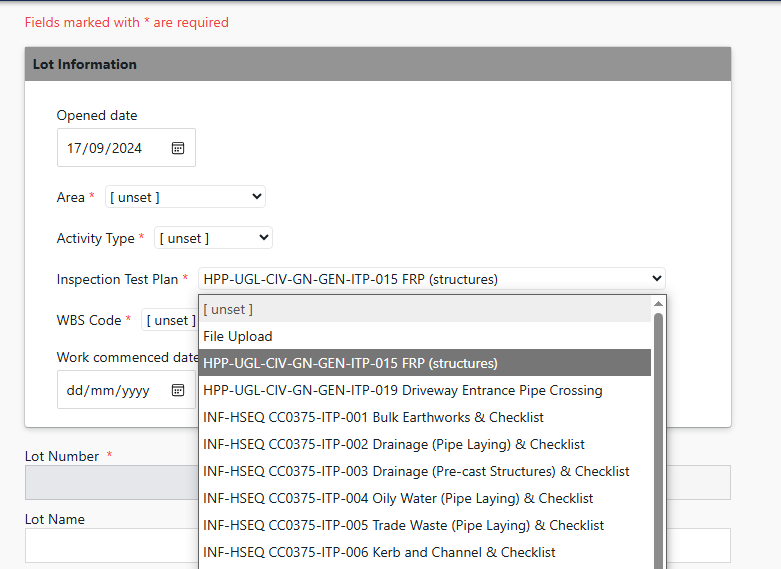 Fields marked with * are required
Lot Information
Opened date
17/09/2024
Area * [ unset ]
Activity Type * [ unset ]
Inspection Test Plan * HPP-UGL-CIV-GN-GEN-ITP-015 FRP (structures)
[ unset ]
File Upload
HPP-UGL-CIV-GN-GEN-ITP-015 FRP (structures)
HPP-UGL-CIV-GN-GEN-ITP-019 Driveway Entrance Pipe Crossing
INF-HSEQ CC0375-ITP-001 Bulk Earthworks & Checklist
INF-HSEQ CC0375-ITP-002 Drainage (Pipe Laying) & Checklist
INF-HSEQ CC0375-ITP-003 Drainage (Pre-cast Structures) & Checklist
INF-HSEQ CC0375-ITP-004 Oily Water (Pipe Laying) & Checklist
INF-HSEQ CC0375-ITP-005 Trade Waste (Pipe Laying) & Checklist
INF-HSEQ CC0375-ITP-006 Kerb and Channel & Checklist
WBS Code * [ unset ]
Work commenced date
dd/mm/yyyy
Lot Number *
Lot Name